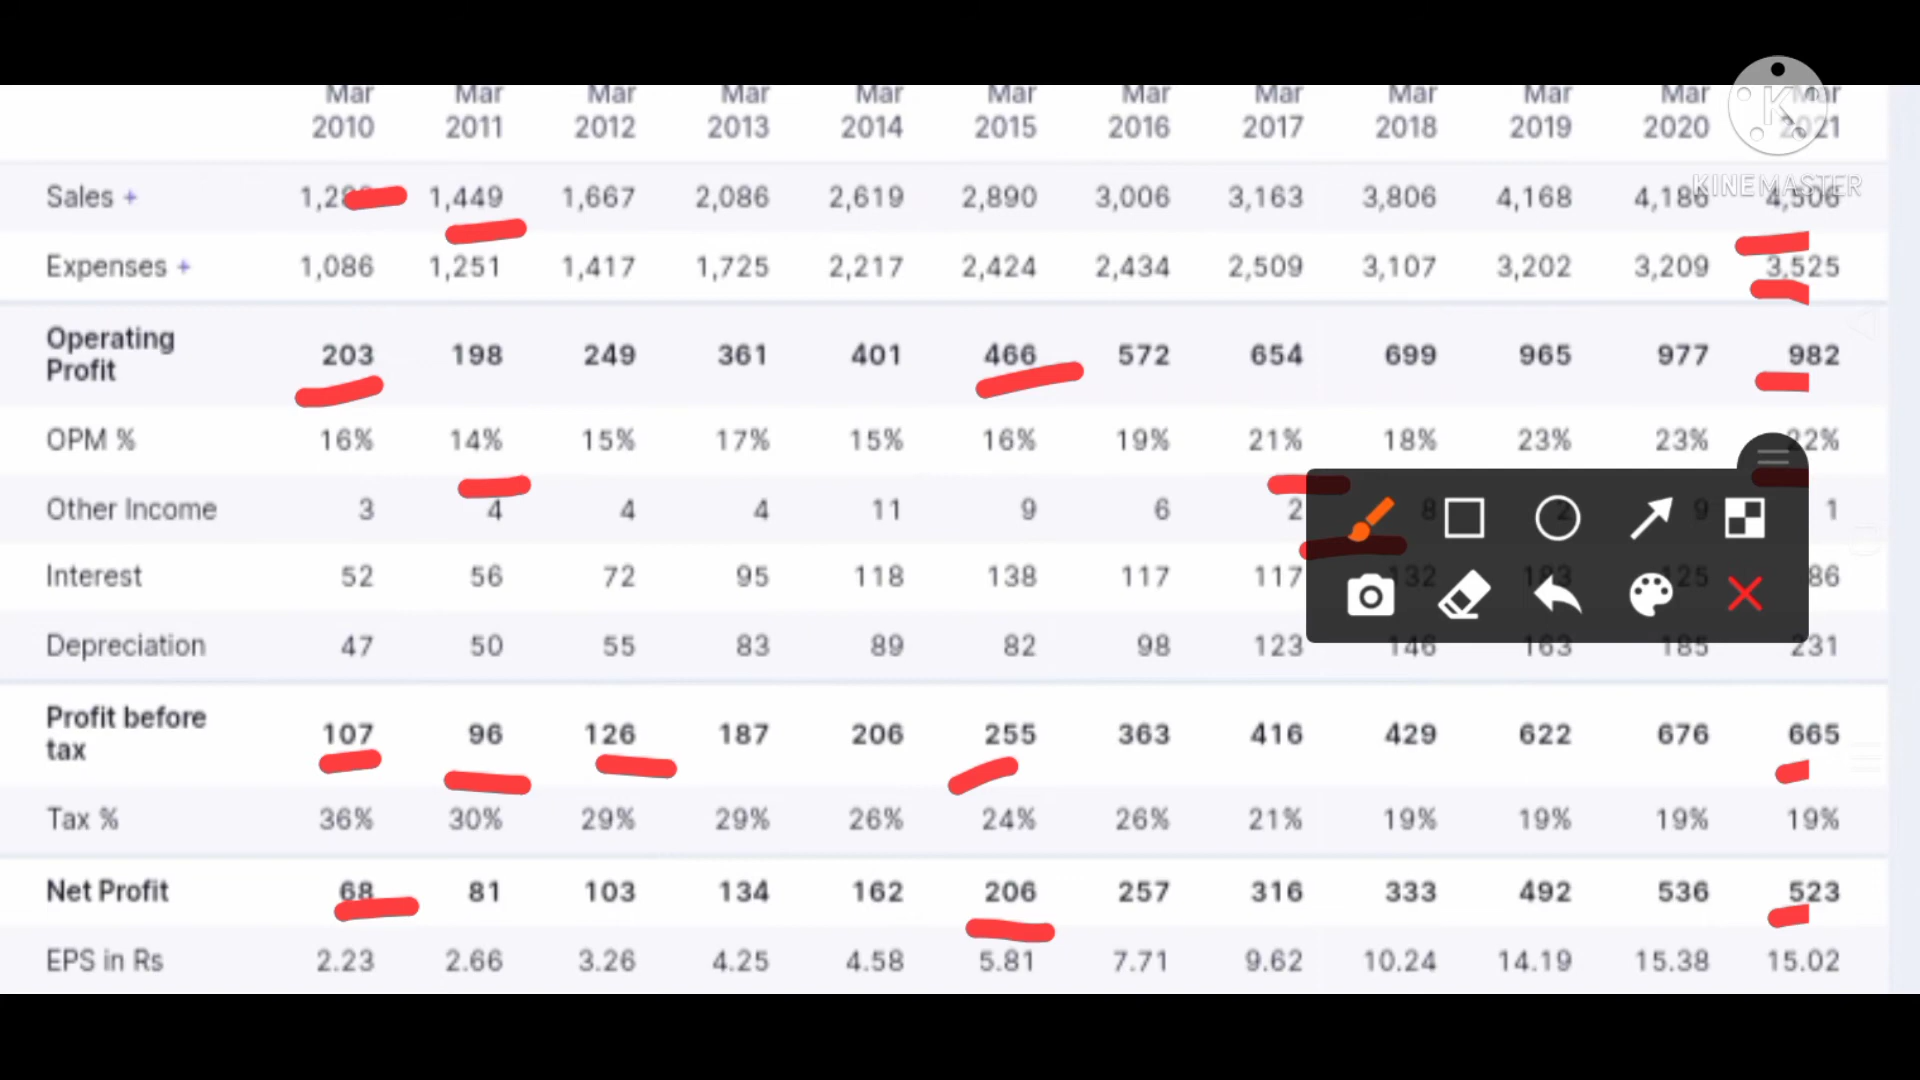 Mar Mar Mar Mar Mar Mar Mar Mar Mar Mar Mar Mar
2010 2011 2012 2013 2014 2015 2016 2017 2018 2019 2020 2021
KINEMASTER
Sales + 1,449 1,667 2,086 2,619 2,890 3,006 3,163 3,806 4,168 4,186 4,506
Expenses + 1,086 1,251 1,417 1,725 2,217 2,424 2,434 2,509 3,107 3,202 3,209 3,525
Operating
Profit 203 198 249 361 401 466 572 654 699 965 977 982
OPM % 16% 14% 15% 17% 15% 16% 19% 21% 18% 23% 23% 22%
Other Income 3 4 4 4 11 9 6 2 8 2 9 1
Interest 52 56 72 95 118 138 117 117 132 183 125 86
Depreciation 47 50 55 83 89 82 98 123 146 163 185 231
Profit before
tax 107 96 126 187 206 255 363 416 429 622 676 665
Tax % 36% 30% 29% 29% 26% 24% 26% 21% 19% 19% 19% 19%
Net Profit 68 81 103 134 162 206 257 316 333 492 536 523
EPS in Rs 2.23 2.66 3.26 4.25 4.58 5.81 7.71 9.62 10.24 14.19 15.38 15.02